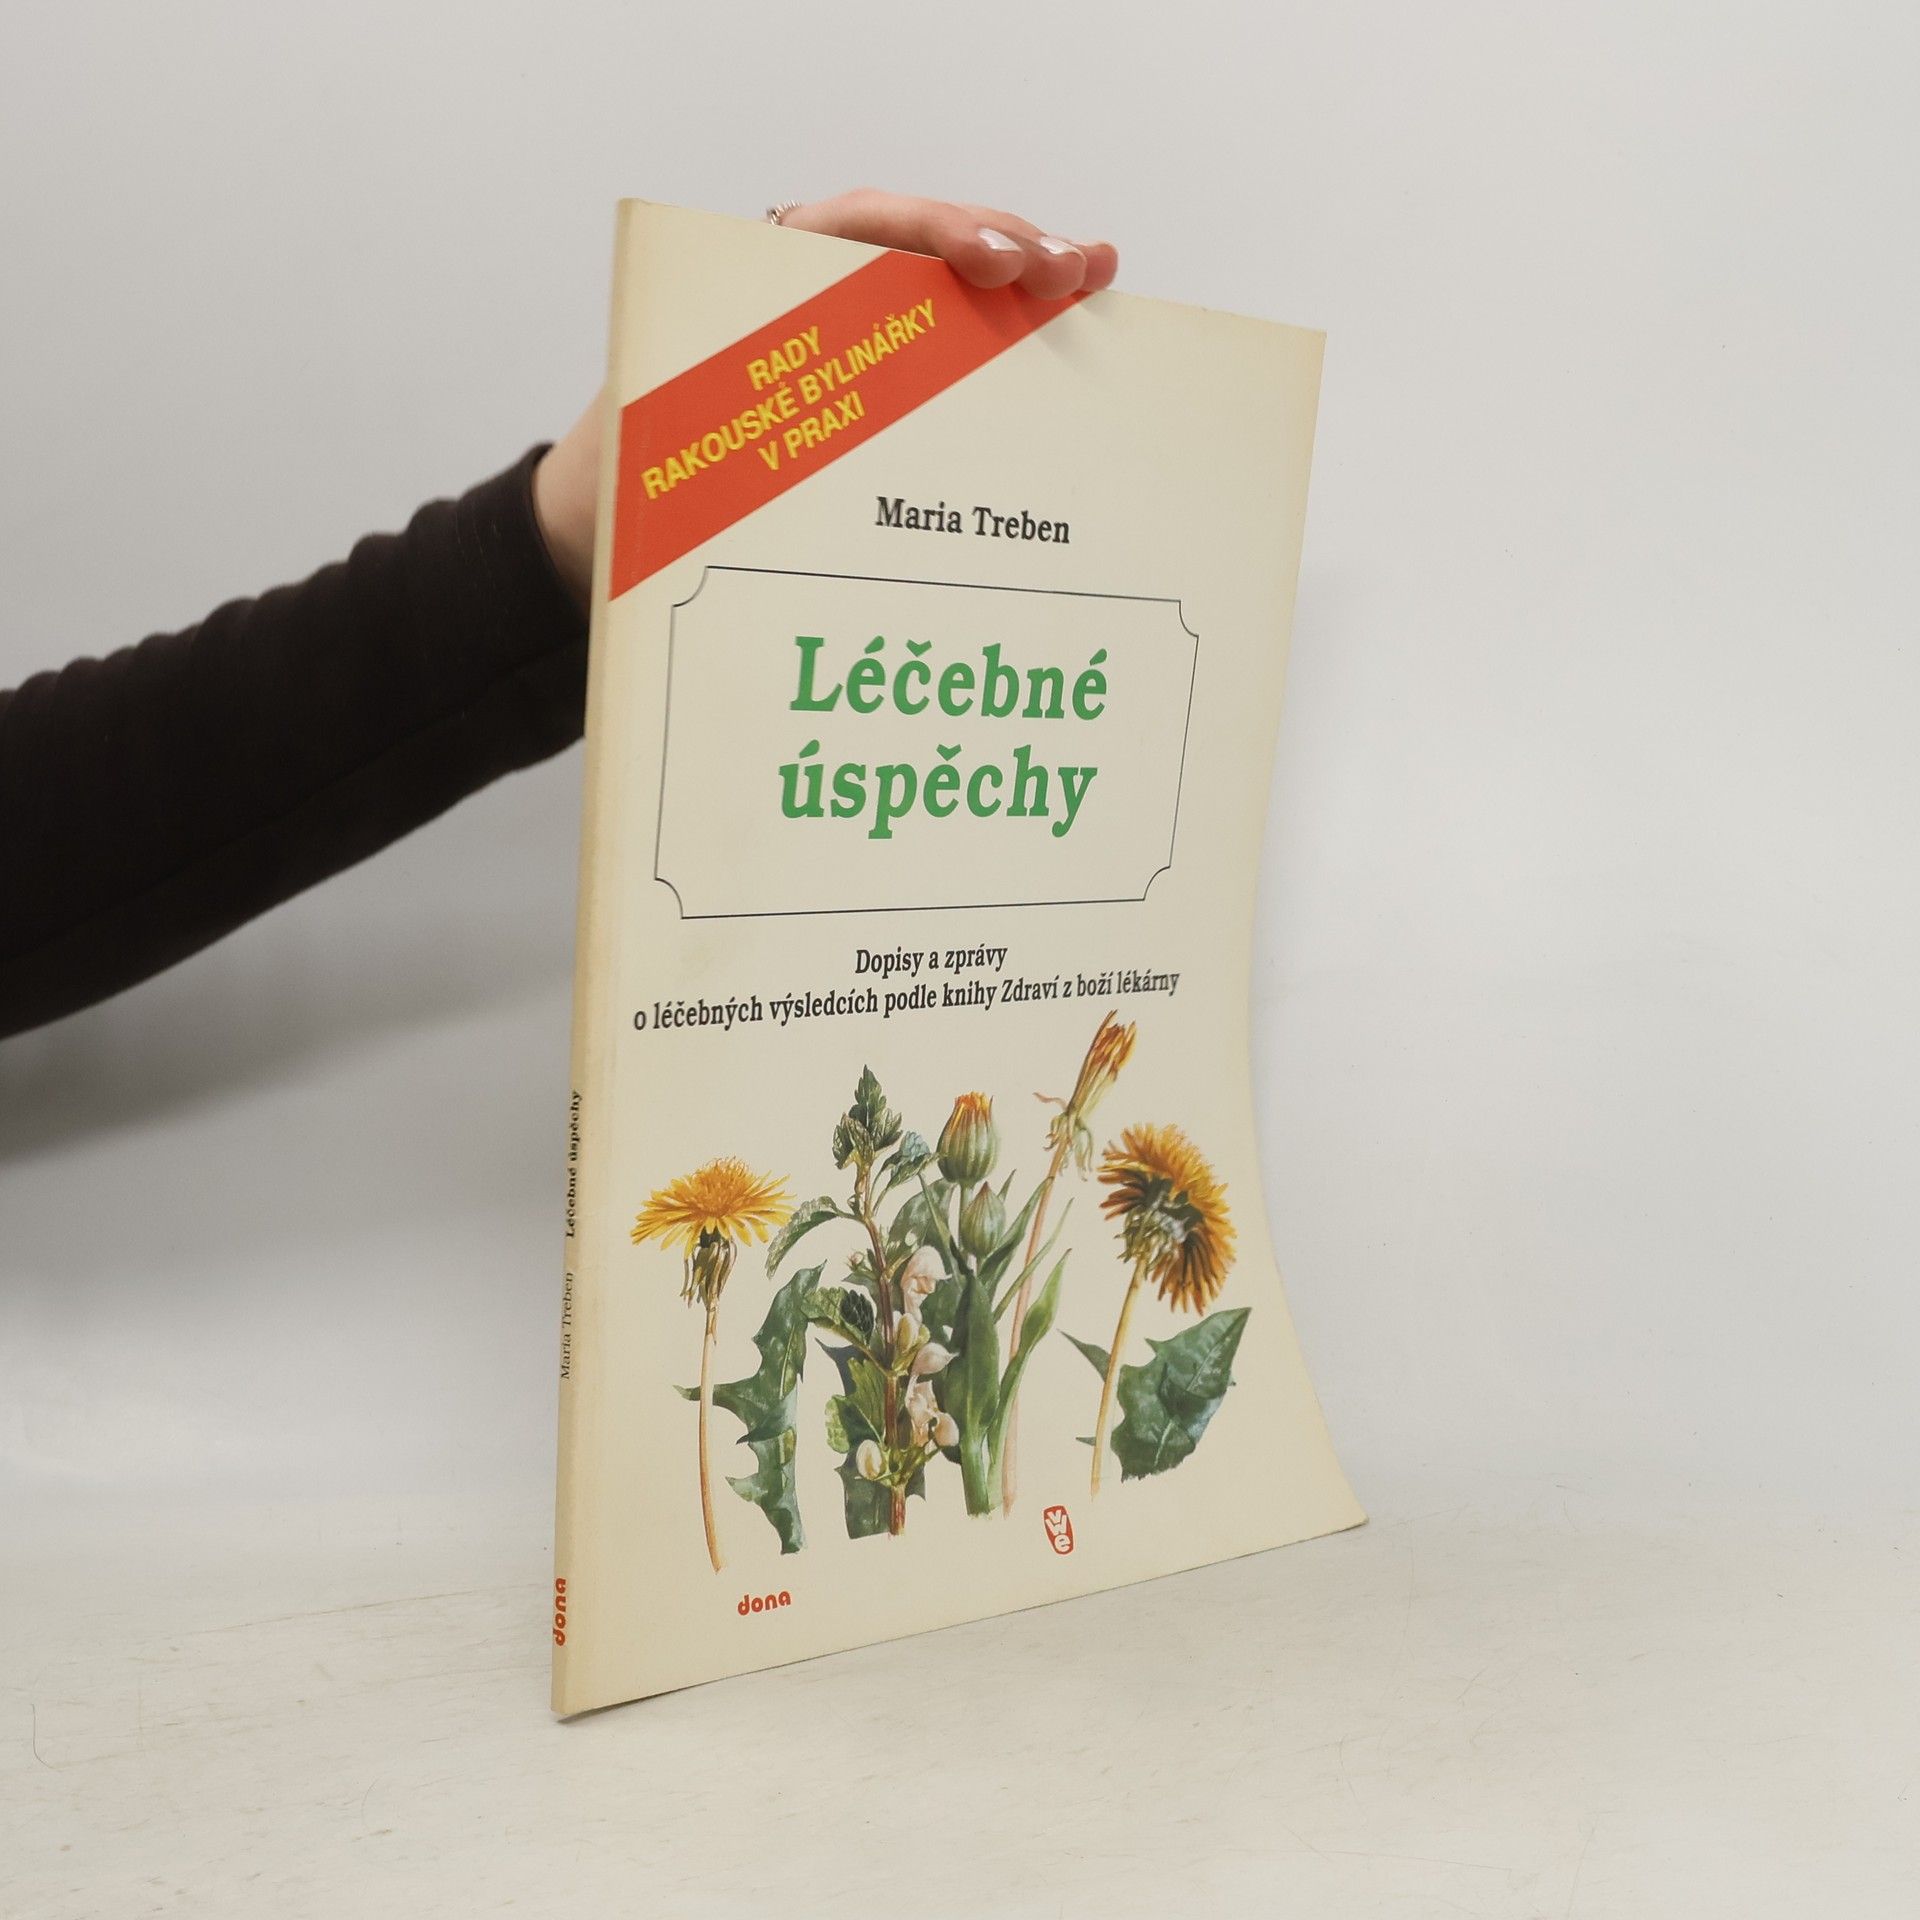 RADY
RAKOUSKÉ BYLINÁŘKY
V PRAXI
Maria Treben
Léčebné
úspěchy
Dopisy a zprávy
o léčebných výsledcích podle knihy Zdraví z boží lékárny
dona
vwe
Maria Treben Léčebné úspěchy
dona